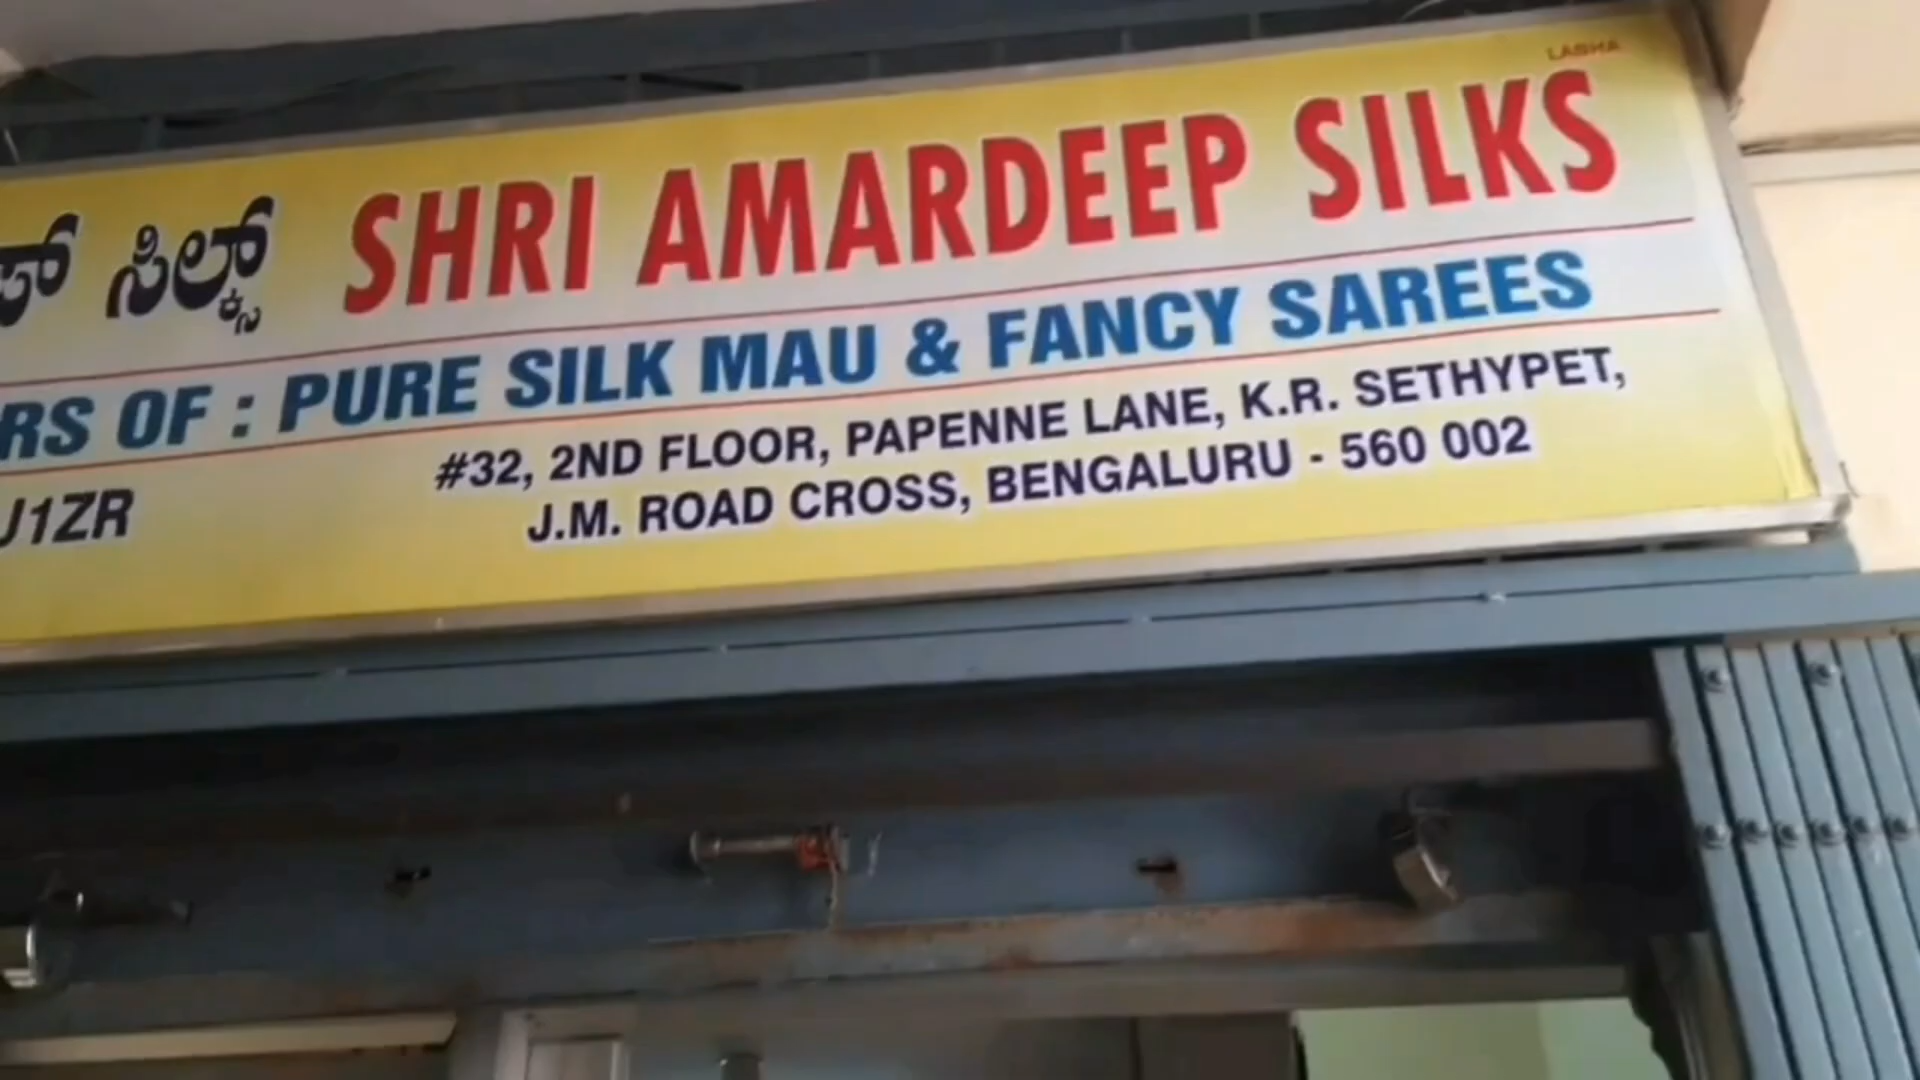 LABHA
ಸಿಲ್ಕ್ಸ್ SHRI AMARDEEP SILKS
RS OF : PURE SILK MAU & FANCY SAREES
#32, 2ND FLOOR, PAPENNE LANE, K.R. SETHYPET,
J1ZR J.M. ROAD CROSS, BENGALURU - 560 002